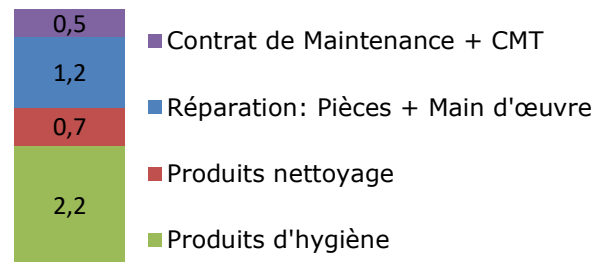 0,5
Contrat de Maintenance + CMT
1,2
Réparation: Pièces + Main d'œuvre
0,7
Produits nettoyage
2,2
Produits d'hygiène